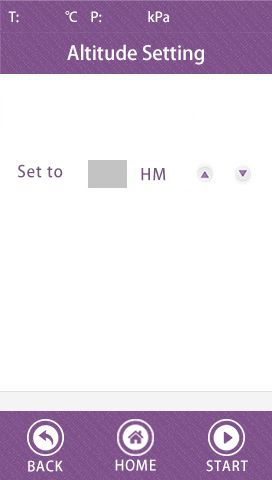 T: ℃ P: kPa
Altitude Setting
Set to HM
BACK HOME START